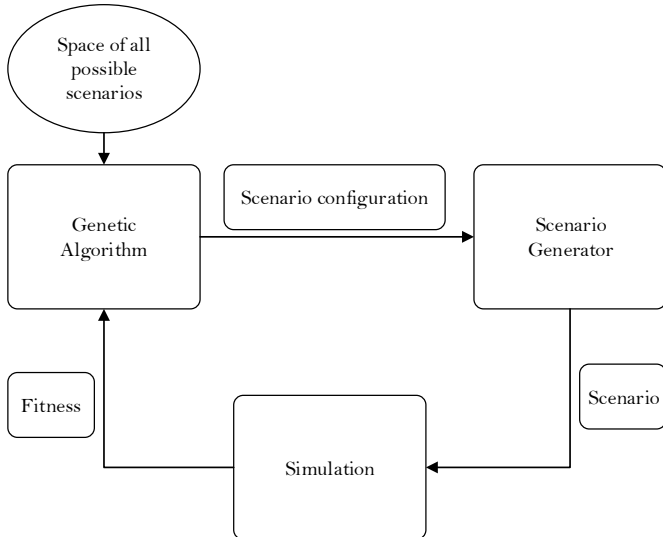 Space of all
possible
scenarios
Genetic
Algorithm
Scenario configuration
Scenario
Generator
Fitness
Simulation
Scenario